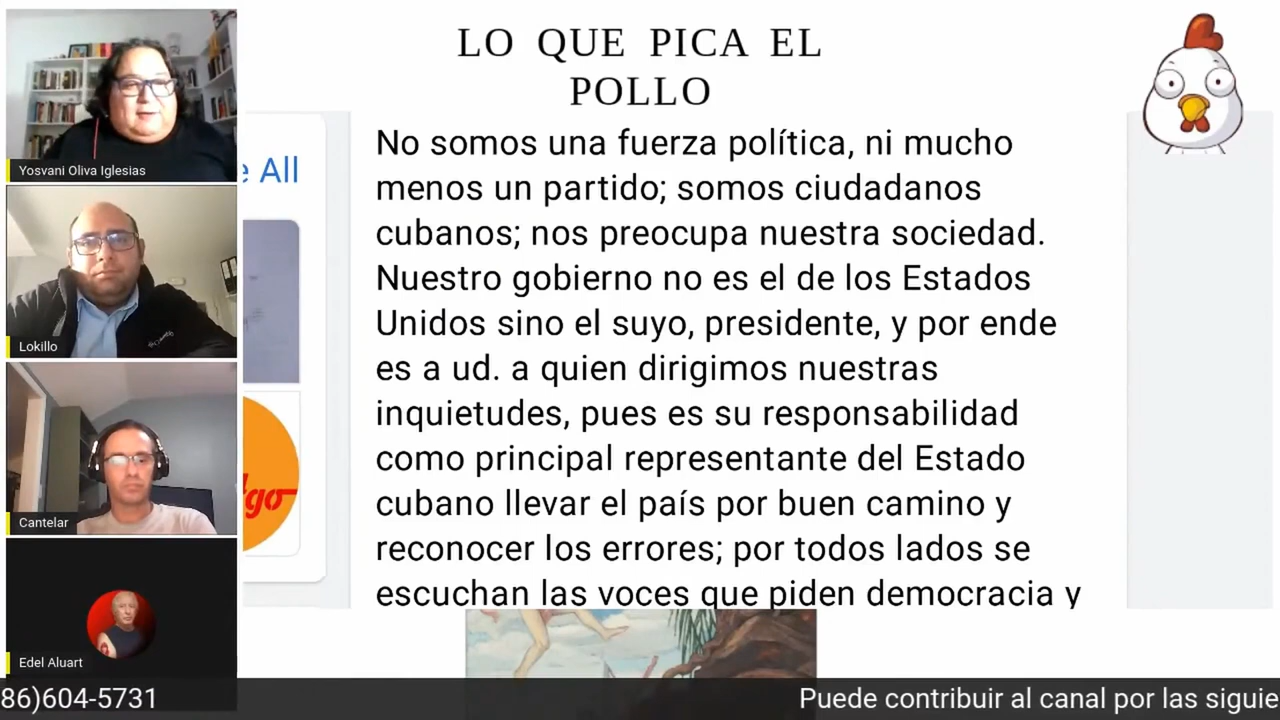 LO QUE PICA EL
POLLO
No somos una fuerza política, ni mucho
menos un partido; somos ciudadanos
cubanos; nos preocupa nuestra sociedad.
Nuestro gobierno no es el de los Estados
Unidos sino el suyo, presidente, y por ende
es a ud. a quien dirigimos nuestras
inquietudes, pues es su responsabilidad
como principal representante del Estado
cubano llevar el país por buen camino y
reconocer los errores; por todos lados se
escuchan las voces que piden democracia y
e All
lgo
Yosvani Oliva Iglesias
Lokillo
Cantelar
Edel Aluart
86)604-5731
Puede contribuir al canal por las siguie